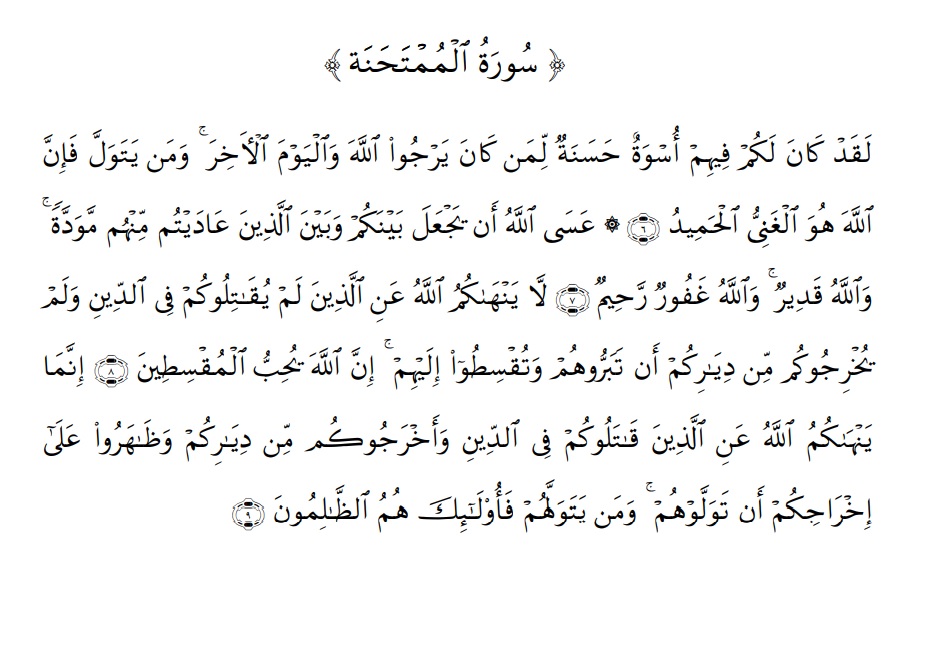 ﴿ سُورَةُ ٱلْمُمْتَحَنَة ﴾
لَقَدْ كَانَ لَكُمْ فِيهِمْ أُسْوَةٌ حَسَنَةٌ لِّمَن كَانَ يَرْجُوا۟ ٱللَّهَ وَٱلْيَوْمَ ٱلْأَخِرَ ۚ وَمَن يَتَوَلَّ فَإِنَّ
ٱللَّهَ هُوَ ٱلْغَنِىُّ ٱلْحَمِيدُ ۝٦ ۞ عَسَى ٱللَّهُ أَن يَجْعَلَ بَيْنَكُمْ وَبَيْنَ ٱلَّذِينَ عَادَيْتُم مِّنْهُم مَّوَدَّةً ۚ
وَٱللَّهُ قَدِيرٌ ۚ وَٱللَّهُ غَفُورٌ رَّحِيمٌ ۝٧ لَّا يَنْهَىٰكُمُ ٱللَّهُ عَنِ ٱلَّذِينَ لَمْ يُقَـٰتِلُوكُمْ فِى ٱلدِّينِ وَلَمْ
يُخْرِجُوكُم مِّن دِيَـٰرِكُمْ أَن تَبَرُّوهُمْ وَتُقْسِطُوٓا۟ إِلَيْهِمْ ۚ إِنَّ ٱللَّهَ يُحِبُّ ٱلْمُقْسِطِينَ ۝٨ إِنَّمَا
يَنْهَىٰكُمُ ٱللَّهُ عَنِ ٱلَّذِينَ قَـٰتَلُوكُمْ فِى ٱلدِّينِ وَأَخْرَجُوكُم مِّن دِيَـٰرِكُمْ وَظَـٰهَرُوا۟ عَلَىٰٓ
إِخْرَاجِكُمْ أَن تَوَلَّوْهُمْ ۚ وَمَن يَتَوَلَّهُمْ فَأُو۟لَـٰٓئِكَ هُمُ ٱلظَّـٰلِمُونَ ۝٩